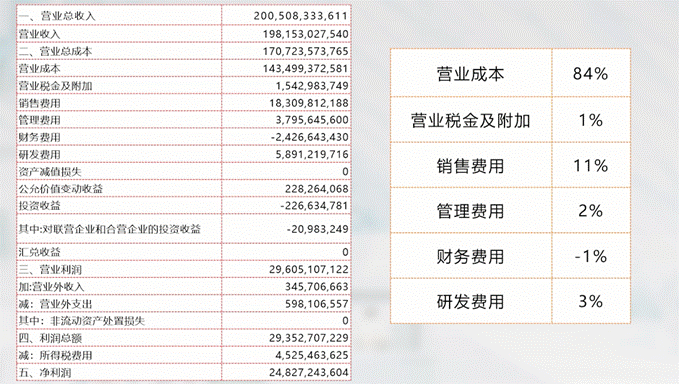 一、营业总收入 200,508,333,611
营业收入 198,153,027,540
二、营业总成本 170,723,573,765
营业成本 143,499,372,581
营业税金及附加 1,542,983,749
销售费用 18,309,812,188
管理费用 3,795,645,600
财务费用 -2,426,643,430
研发费用 5,891,219,716
资产减值损失 0
公允价值变动收益 228,264,068
投资收益 -226,634,781
其中:对联营企业和合营企业的投资收益 -20,983,249
汇兑收益 0
三、营业利润 29,605,107,122
加:营业外收入 345,706,663
减：营业外支出 598,106,557
其中：非流动资产处置损失 0
四、利润总额 29,352,707,229
减：所得税费用 4,525,463,625
五、净利润 24,827,243,604
营业成本 84%
营业税金及附加 1%
销售费用 11%
管理费用 2%
财务费用 -1%
研发费用 3%